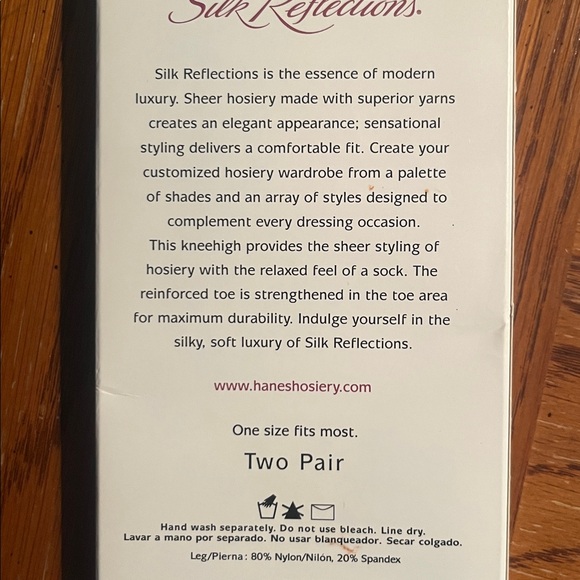 Silk Reflections.
Silk Reflections is the essence of modern
luxury. Sheer hosiery made with superior yarns
creates an elegant appearance; sensational
styling delivers a comfortable fit. Create your
customized hosiery wardrobe from a palette
of shades and an array of styles designed to
complement every dressing occasion.
This kneehigh provides the sheer styling of
hosiery with the relaxed feel of a sock. The
reinforced toe is strengthened in the toe area
for maximum durability. Indulge yourself in the
silky, soft luxury of Silk Reflections.
www.haneshosiery.com
One size fits most.
Two Pair
Hand wash separately. Do not use bleach. Line dry.
Lavar a mano por separado. No usar blanqueador. Secar colgado.
Leg/Pierna: 80% Nylon/Nilón, 20% Spandex